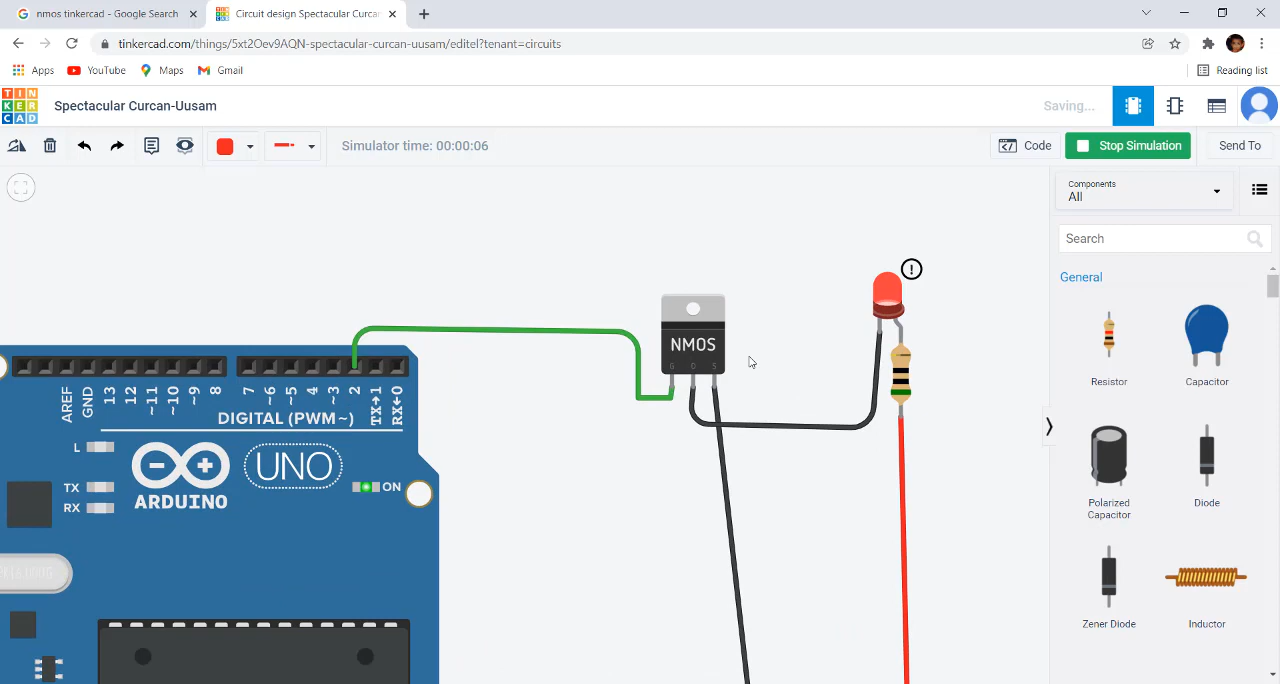 nmos tinkercad - Google Search
Circuit design Spectacular Curcan
tinkercad.com/things/5xt2Oev9AQN-spectacular-curcan-uusam/editel?tenant=circuits
Apps YouTube Maps Gmail Reading list
TIN
KER
CAD
Spectacular Curcan-Uusam
Saving...
Simulator time: 00:00:06
Code
Stop Simulation
Send To
Components
All
Search
General
Resistor
Capacitor
Polarized
Capacitor
Diode
Zener Diode
Inductor
NMOS
G D S
AREF
GND
13
12
~11
~10
~9
8
7
~6
~5
4
~3
2
TX→1
RX←0
DIGITAL (PWM~)
L
TX
RX
UNO
ARDUINO
ON